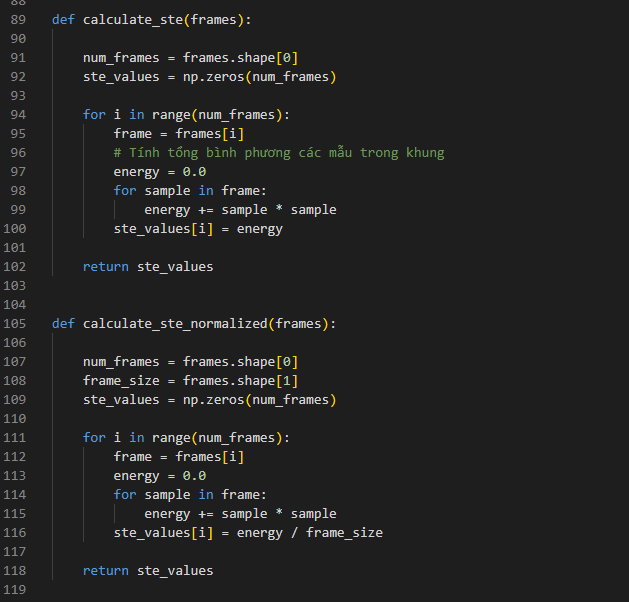 88
89 def calculate_ste(frames):
90
91     num_frames = frames.shape[0]
92     ste_values = np.zeros(num_frames)
93
94     for i in range(num_frames):
95         frame = frames[i]
96         # Tính tổng bình phương các mẫu trong khung
97         energy = 0.0
98         for sample in frame:
99             energy += sample * sample
100         ste_values[i] = energy
101
102     return ste_values
103
104
105 def calculate_ste_normalized(frames):
106
107     num_frames = frames.shape[0]
108     frame_size = frames.shape[1]
109     ste_values = np.zeros(num_frames)
110
111     for i in range(num_frames):
112         frame = frames[i]
113         energy = 0.0
114         for sample in frame:
115             energy += sample * sample
116         ste_values[i] = energy / frame_size
117
118     return ste_values
119